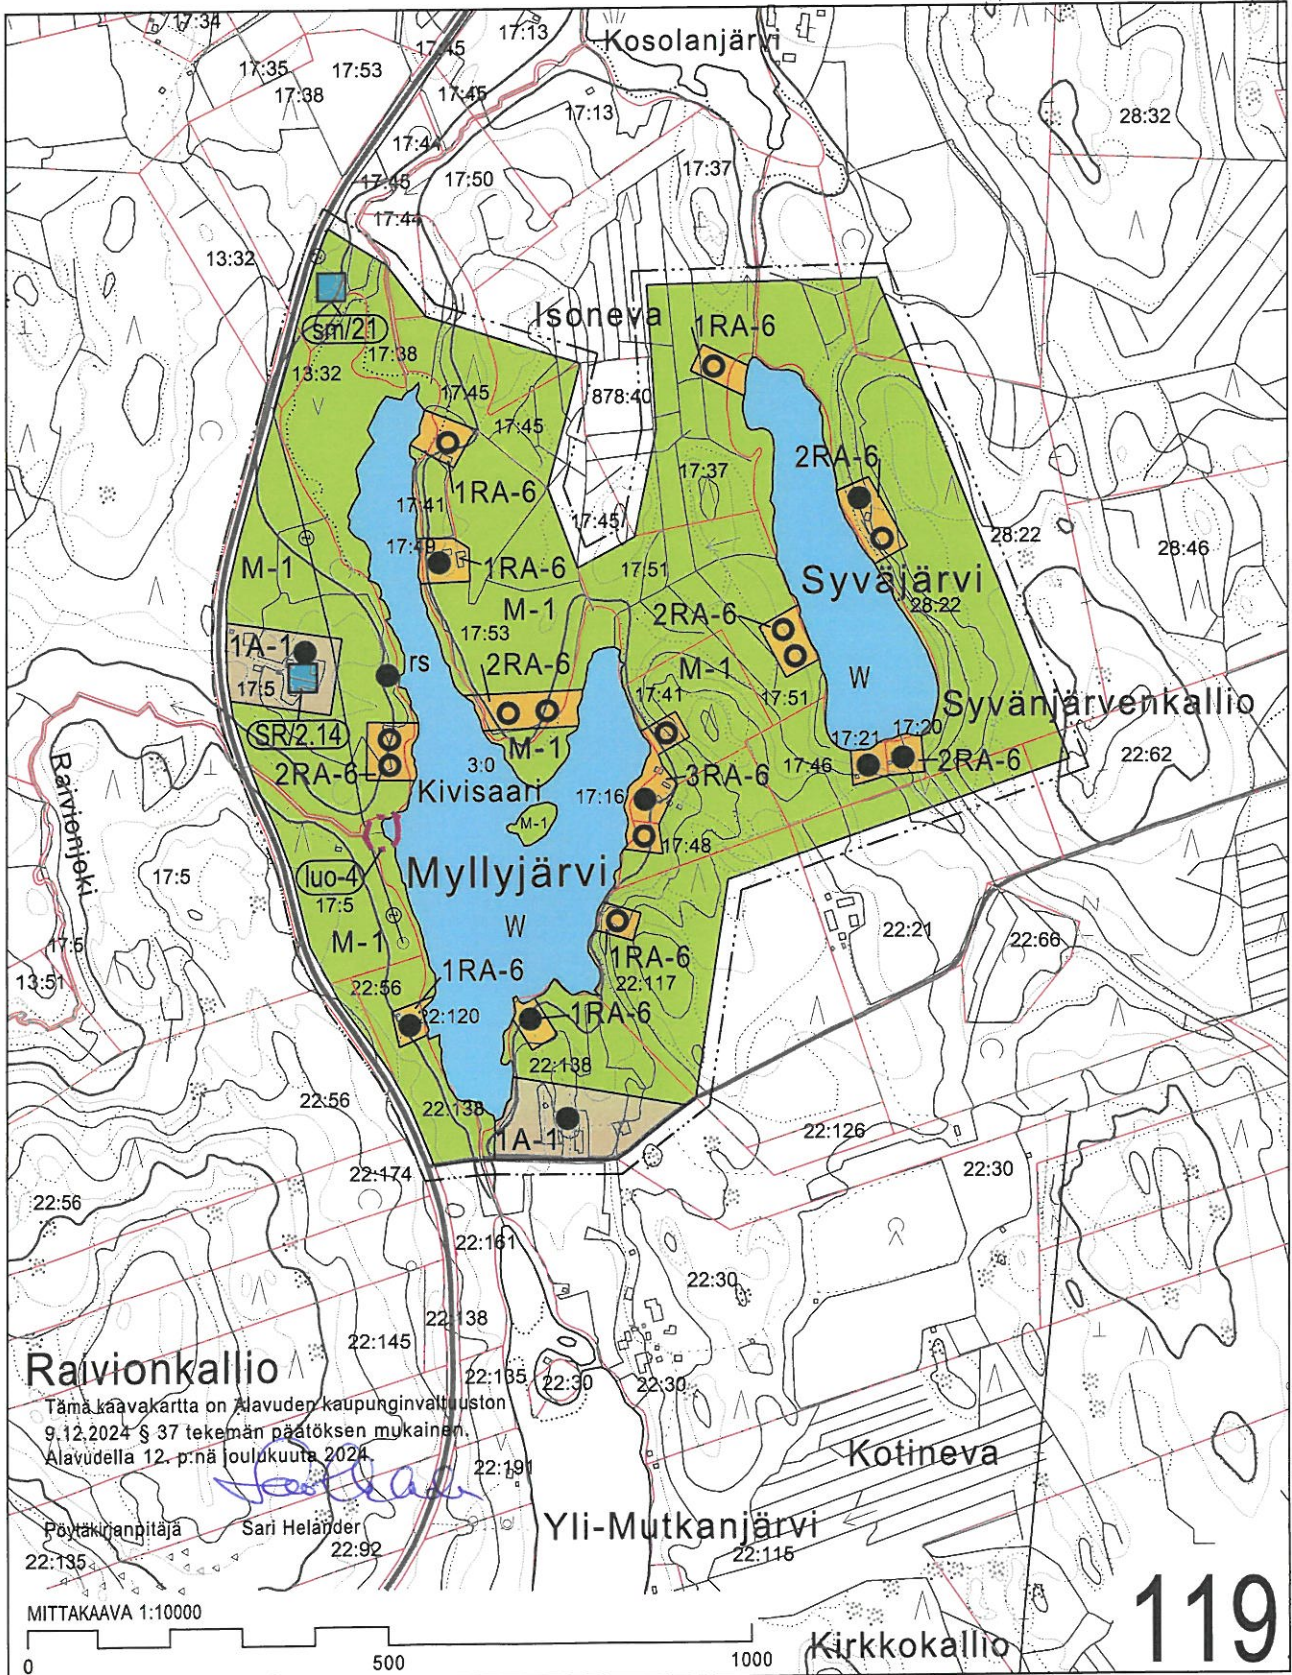 17:34
17:13
Kosolanjärvi
17:45
17:35
17:53
17:38
17:45
17:13
28:32
17:44
17:37
17:45
17:50
17:44
13:32
Isoneva
1RA-6
sm/21
17:38
13:32
17:45
878:40
17:45
2RA-6
17:37
1RA-6
17:41
17:45
28:22
17:49
28:46
M-1
1RA-6
17:51
Syväjärvi
M-1
28:22
2RA-6
17:53
1A-1
rs
2RA-6
M-1
W
17:5
17:41
17:51
Syvänjärvenkallio
SR/2.14
M-1
17:20
17:21
22:62
2RA-6
3:0
17:46
2RA-6
3RA-6
Raivionjoki
Kivisaari
17:16
M-1
17:48
17:5
luo-4
Myllyjärvi
17:5
W
22:21
22:66
17:5
M-1
13:51
1RA-6
1RA-6
22:56
22:117
22:120
1RA-6
22:138
22:56
22:138
1A-1
22:126
22:174
22:30
22:56
22:161
22:30
22:138
22:145
Raivionkallio
22:135
22:30
22:30
Tämä kaavakartta on Alavuden kaupunginvaltuuston
9.12.2024 § 37 tekemän päätöksen mukainen.
Alavudella 12. p:nä joulukuuta 2024
Kotineva
22:191
Pöytäkirjanpitäjä Sari Helander
Yli-Mutkanjärvi
22:135
22:92
22:115
MITTAKAAVA 1:10000
119
Kirkkokallio
0 500 1000